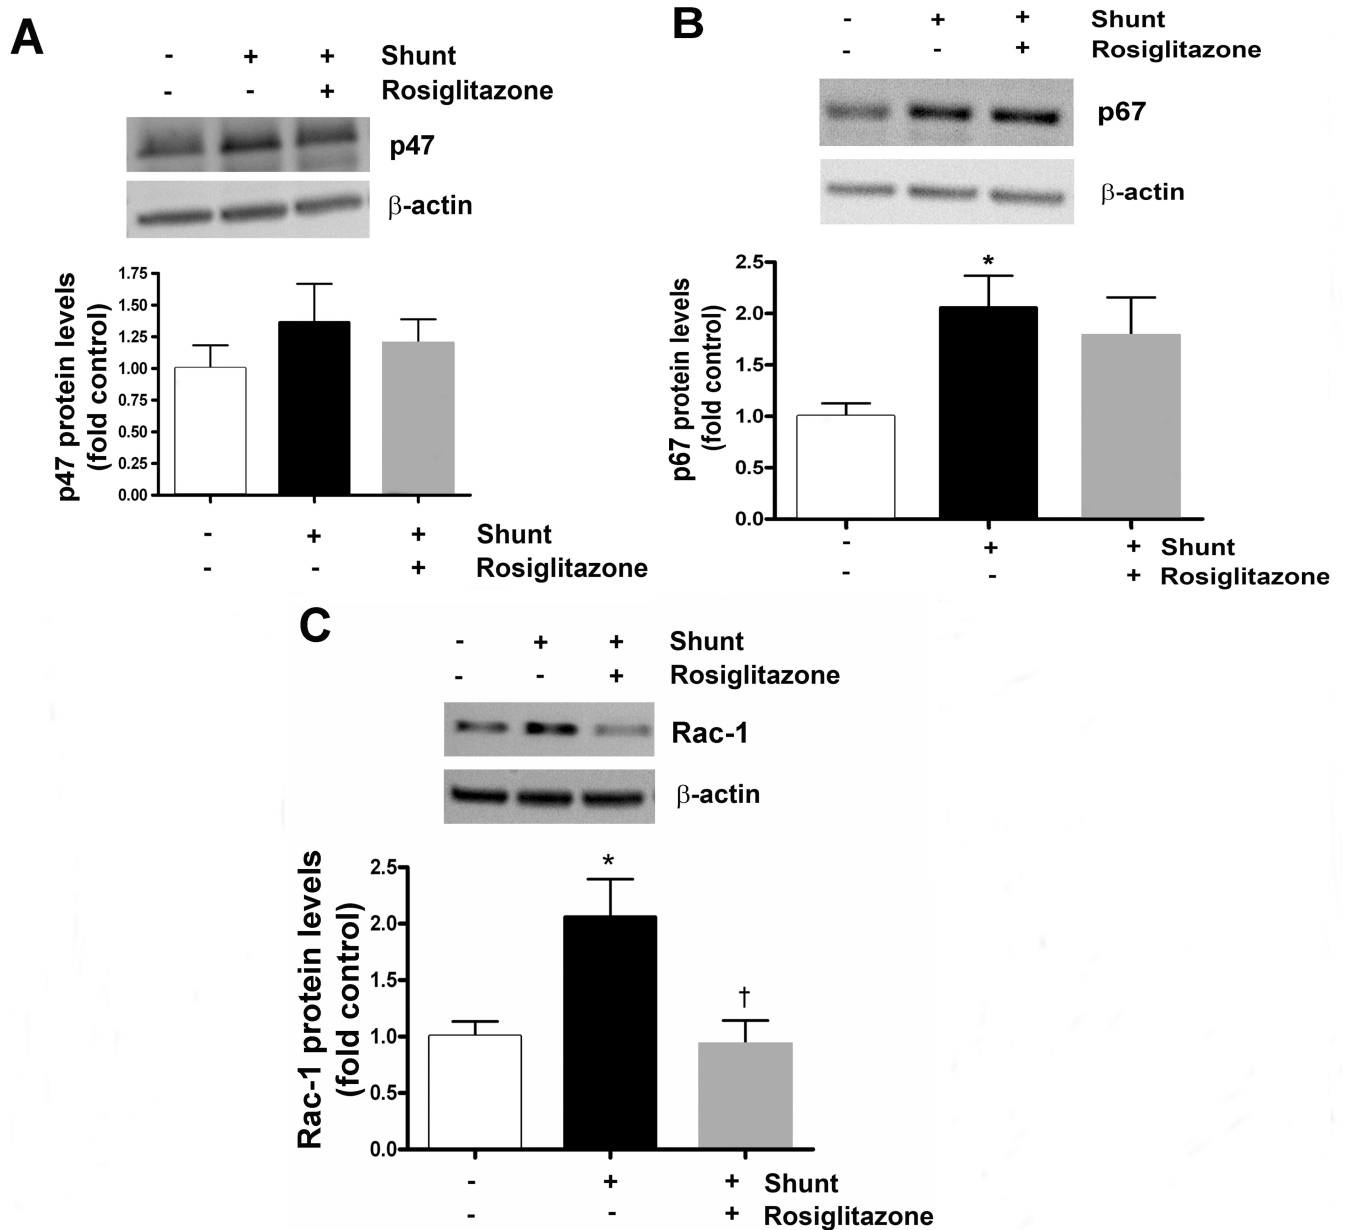 A
- + + Shunt
- - + Rosiglitazone
p47
β-actin
p47 protein levels
(fold control)
1.75
1.50
1.25
1.00
0.75
0.50
0.25
0.00
- + + Shunt
- - + Rosiglitazone
B
- + + Shunt
- - + Rosiglitazone
p67
β-actin
p67 protein levels
(fold control)
2.5
2.0
1.5
1.0
0.5
0.0
*
- + + Shunt
- - + Rosiglitazone
C
- + + Shunt
- - + Rosiglitazone
Rac-1
β-actin
Rac-1 protein levels
(fold control)
2.5
2.0
1.5
1.0
0.5
0.0
*
†
- + + Shunt
- - + Rosiglitazone